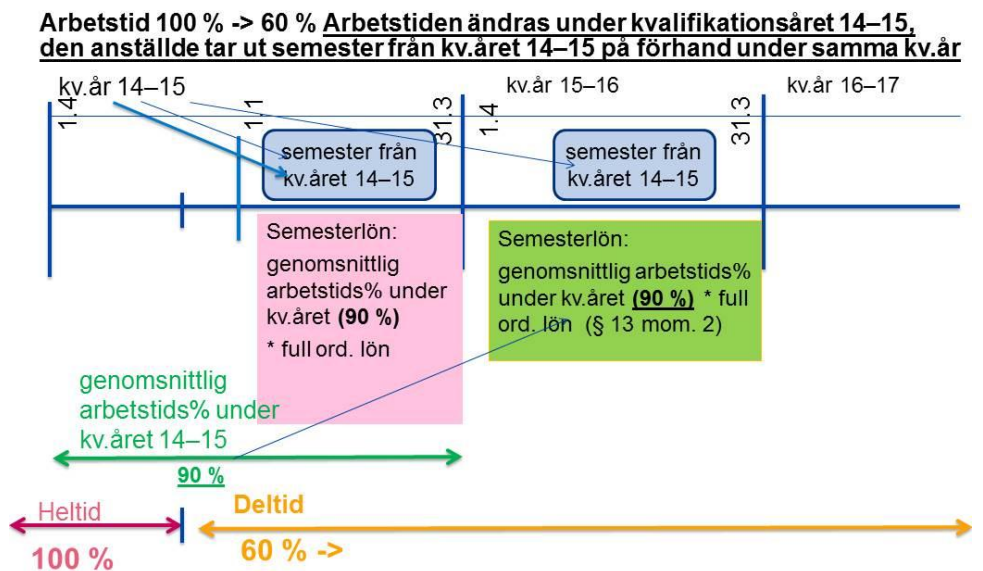 Arbetstid 100 % -> 60 % Arbetstiden ändras under kvalifikationsåret 14–15,
den anställde tar ut semester från kv.året 14–15 på förhand under samma kv.år
kv.år 14–15
kv.år 15–16
kv.år 16–17
1.4
1.1
31.3
1.4
31.3
semester från
kv.året 14–15
semester från
kv.året 14–15
Semesterlön:
genomsnittlig
arbetstids% under
kv.året (90 %)
* full ord. lön
Semesterlön:
genomsnittlig arbetstids%
under kv.året (90 %) * full
ord. lön (§ 13 mom. 2)
genomsnittlig
arbetstids% under
kv.året 14–15
90 %
Heltid
100 %
Deltid
60 % ->